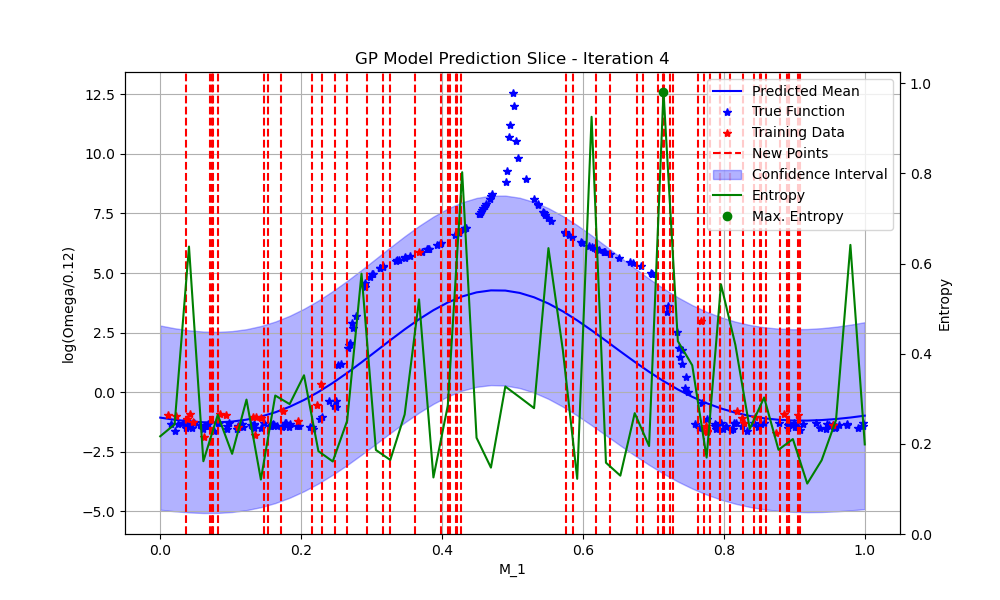 GP Model Prediction Slice - Iteration 4
Predicted Mean
True Function
Training Data
New Points
Confidence Interval
Entropy
Max. Entropy
log(Omega/0.12)
12.5
10.0
7.5
5.0
2.5
0.0
−2.5
−5.0
1.0
0.8
0.6
0.4
0.2
0.0
Entropy
0.0
0.2
0.4
0.6
0.8
1.0
M_1